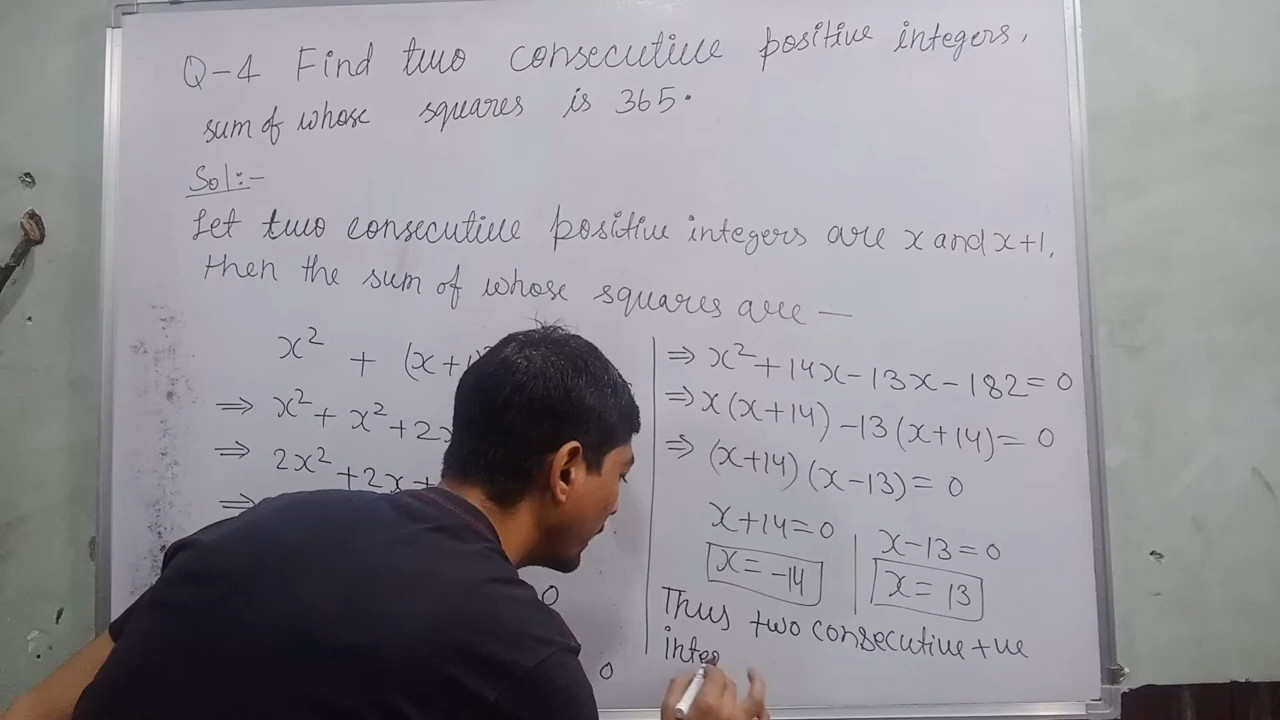 Q-4 Find two consecutive positive integers,
sum of whose squares is 365.
Sol:-
Let two consecutive positive integers are x and x+1,
then the sum of whose squares are —
x² + (x+1)
⇒ x² + x² + 2x
⇒ 2x² + 2x +
⇒
0
0
⇒ x² + 14x - 13x - 182 = 0
⇒ x(x+14) - 13(x+14) = 0
⇒ (x+14) (x-13) = 0
x+14=0 | x-13=0
x= -14 | x= 13
Thus two consecutive +ve
inte